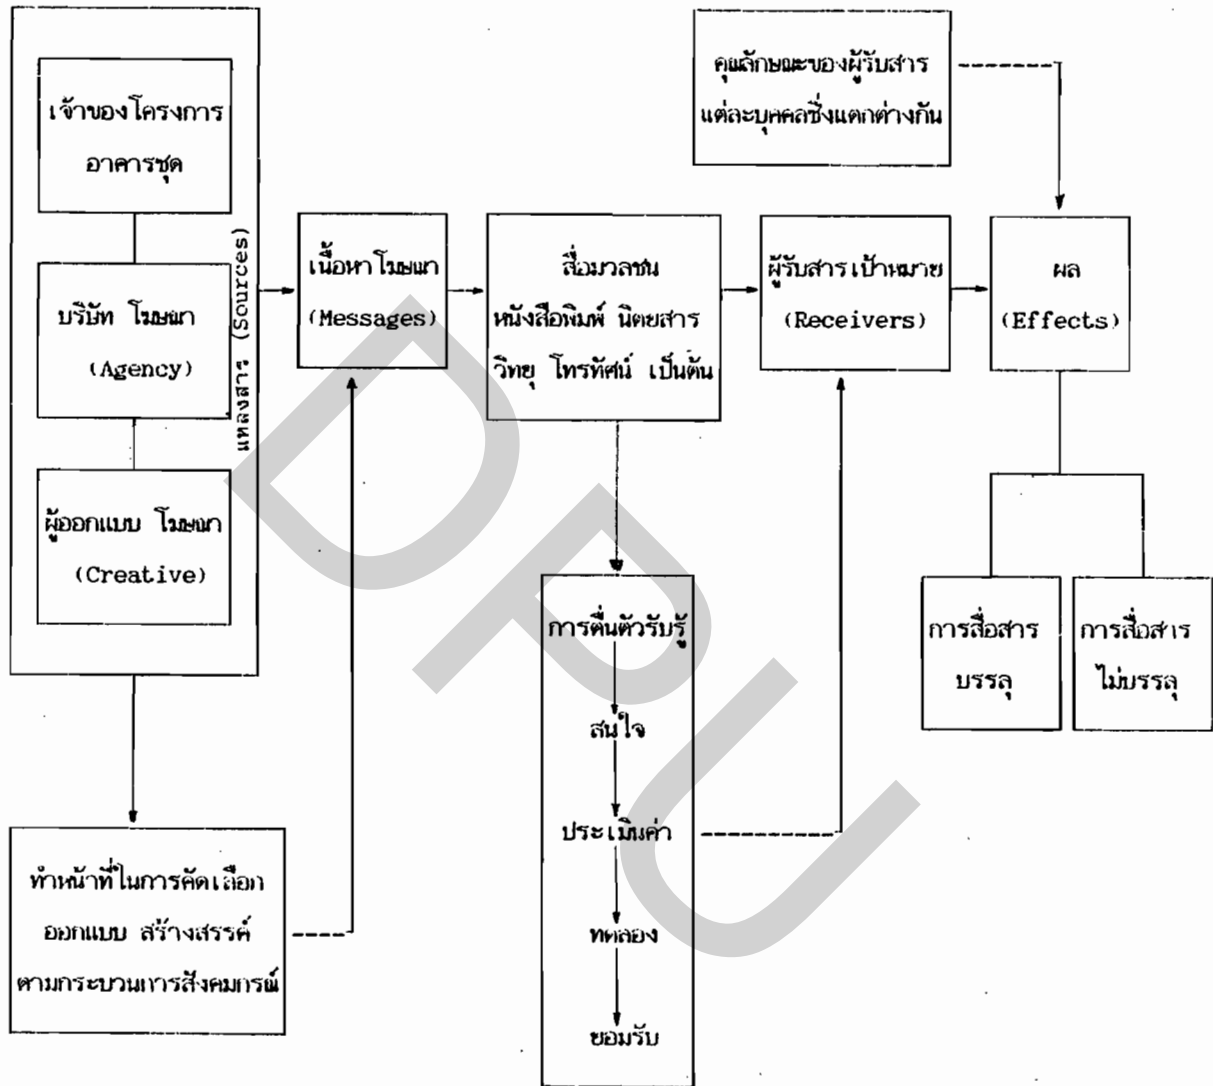 เจ้าของโครงการ
อาคารชุด
บริษัท โฆษณา
(Agency)
ผู้ออกแบบ โฆษณา
(Creative)
แหล่งสาร (Sources)
ทำหน้าที่ในการคัดเลือก
ออกแบบ สร้างสรรค์
ตามกระบวนการสังคมกรณ์
เนื้อหาโฆษณา
(Messages)
สื่อมวลชน
หนังสือพิมพ์ นิตยสาร
วิทยุ โทรทัศน์ เป็นต้น
การตื่นตัวรับรู้
สนใจ
ประเมินค่า
ทดลอง
ยอมรับ
ผู้รับสารเป้าหมาย
(Receivers)
คุณลักษณะของผู้รับสาร
แต่ละบุคคลซึ่งแตกต่างกัน
ผล
(Effects)
การสื่อสาร
บรรลุ
การสื่อสาร
ไม่บรรลุ
DPU